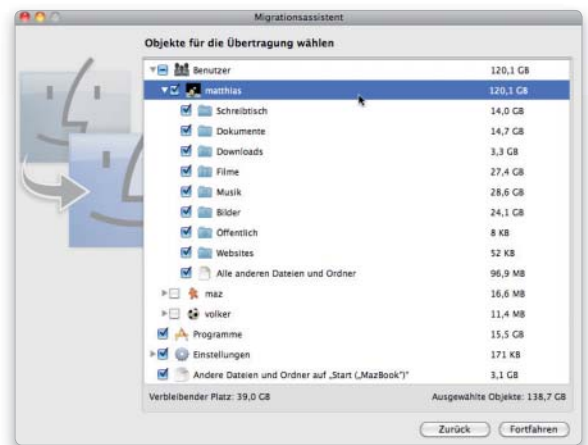 Migrationsassistent
Objekte für die Übertragung wählen
Benutzer 120,1 GB
matthias 120,1 GB
Schreibtisch 14,0 GB
Dokumente 14,7 GB
Downloads 3,3 GB
Filme 27,4 GB
Musik 28,6 GB
Bilder 24,1 GB
Öffentlich 8 KB
Websites 52 KB
Alle anderen Dateien und Ordner 96,9 MB
maz 16,6 MB
volker 11,4 MB
Programme 15,5 GB
Einstellungen 171 KB
Andere Dateien und Ordner auf „Start („MazBook“)“ 3,1 GB
Verbleibender Platz: 39,0 GB Ausgewählte Objekte: 138,7 GB
Zurück Fortfahren